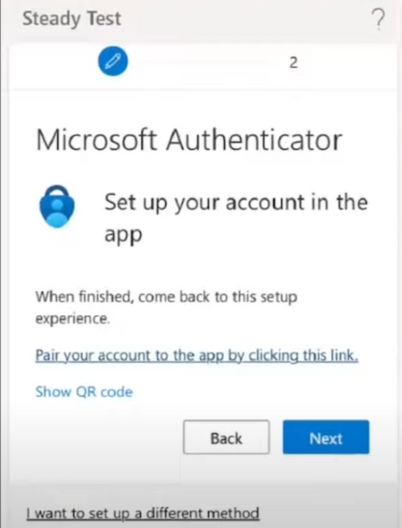 Steady Test
?
2
Microsoft Authenticator
Set up your account in the
app
When finished, come back to this setup
experience.
Pair your account to the app by clicking this link.
Show QR code
Back
Next
I want to set up a different method